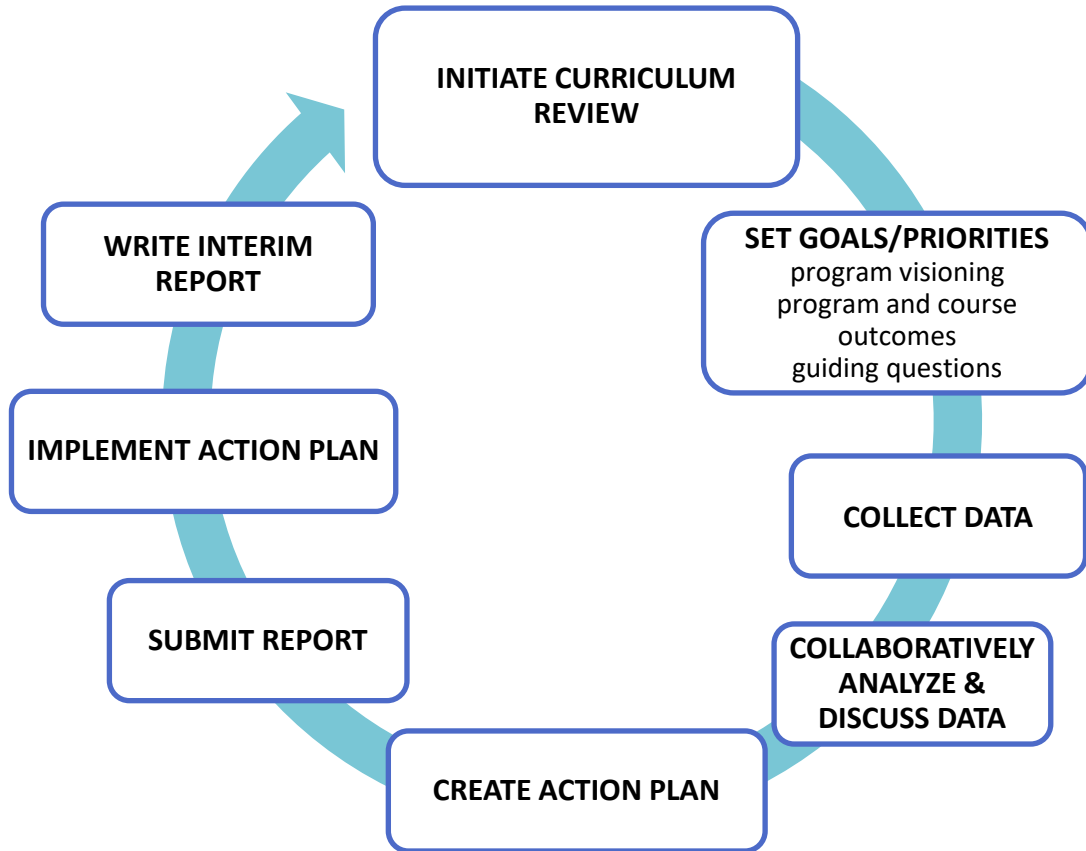 INITIATE CURRICULUM
REVIEW
SET GOALS/PRIORITIES
program visioning
program and course
outcomes
guiding questions
COLLECT DATA
COLLABORATIVELY
ANALYZE &
DISCUSS DATA
CREATE ACTION PLAN
SUBMIT REPORT
IMPLEMENT ACTION PLAN
WRITE INTERIM
REPORT